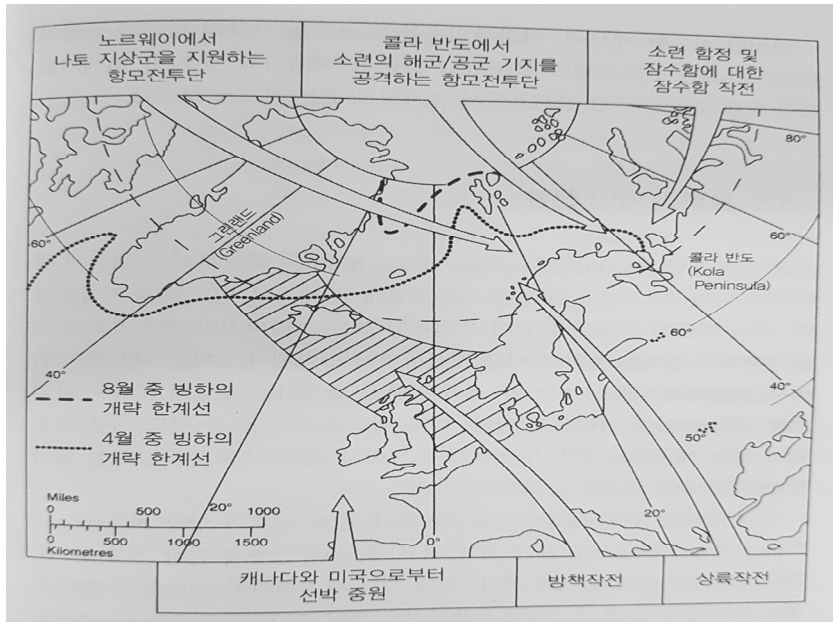 노르웨이에서
나토 지상군을 지원하는
항모전투단
콜라 반도에서
소련의 해군/공군 기지를
공격하는 항모전투단
소련 함정 및
잠수함에 대한
잠수함 작전
80°
그린랜드
(Greenland)
60°
60°
콜라 반도
(Kola
Peninsula)
60°
40°
40°
8월 중 빙하의
개략 한계선
50°
4월 중 빙하의
개략 한계선
Miles
0 500 20° 1000
0 500 1000 1500
Kilometres
0°
20°
캐나다와 미국으로부터
선박 중원
방책작전
상륙작전